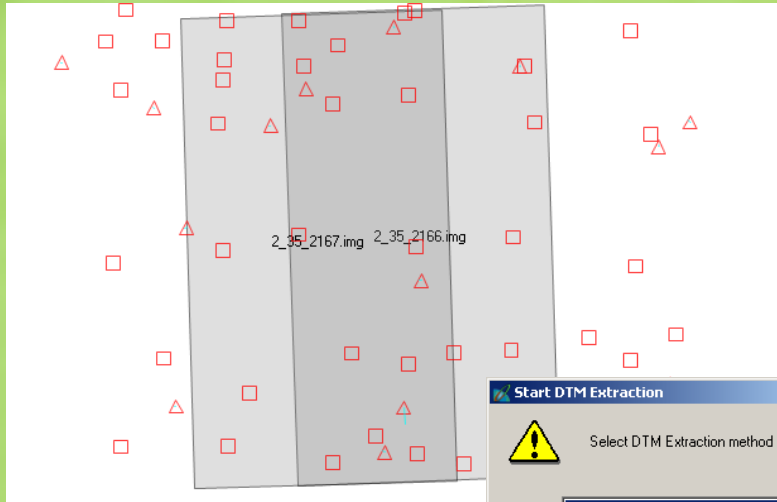 2_35_2167.img
2_35_2166.img
Start DTM Extraction
Select DTM Extraction method